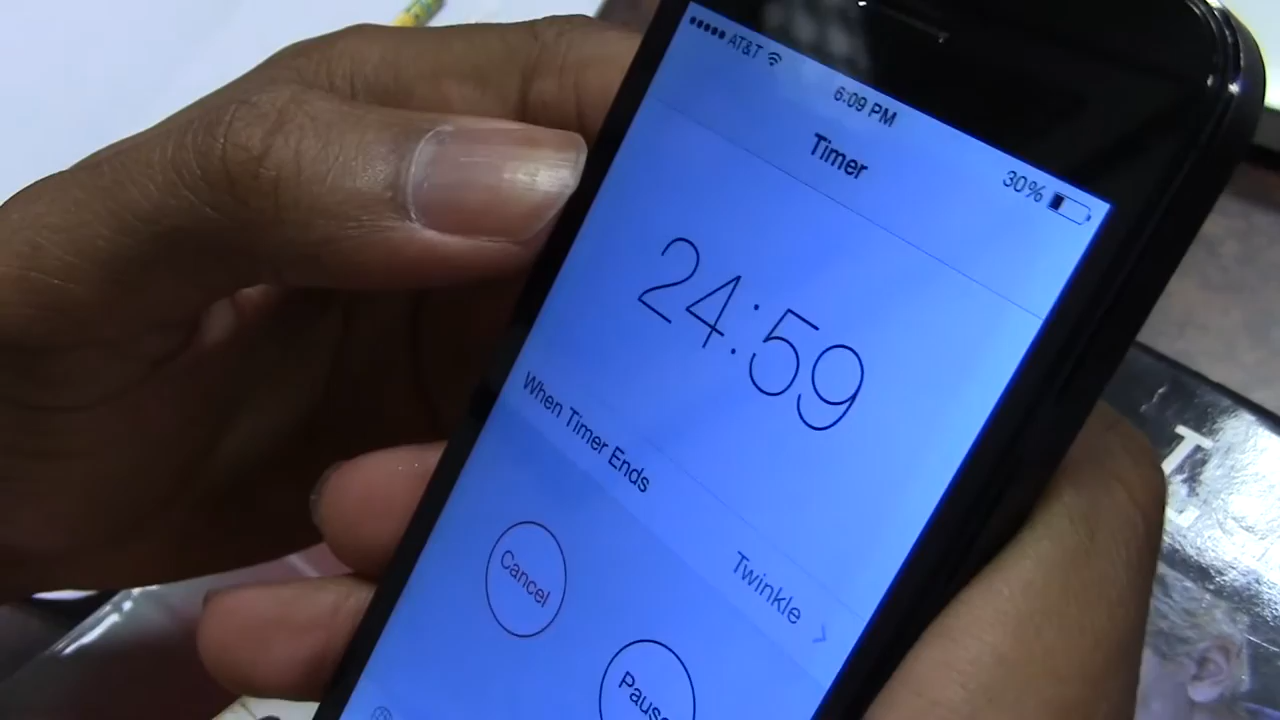 AT&T 6:09 PM 30%
Timer
24:59
When Timer Ends Twinkle
Cancel Pause